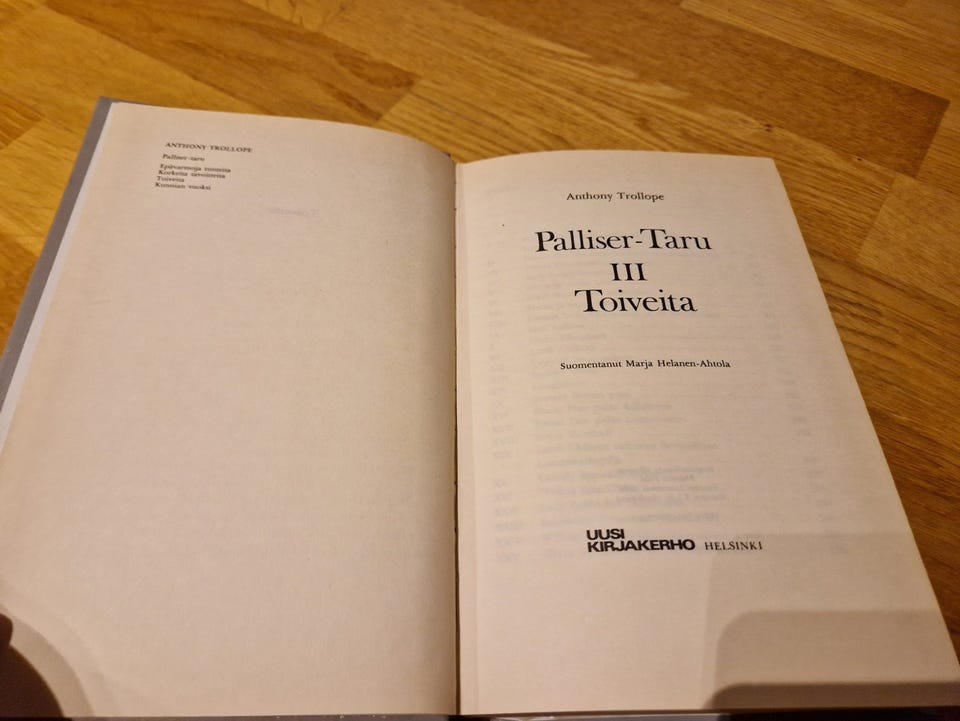 ANTHONY TROLLOPE
Palliser-taru
Epävarmoja tunteita
Korkeita tavoitteita
Toiveita
Kunnian vuoksi
Anthony Trollope
Palliser-Taru
III
Toiveita
Suomentanut Marja Helanen-Ahtola
UUSI
KIRJAKERHO HELSINKI